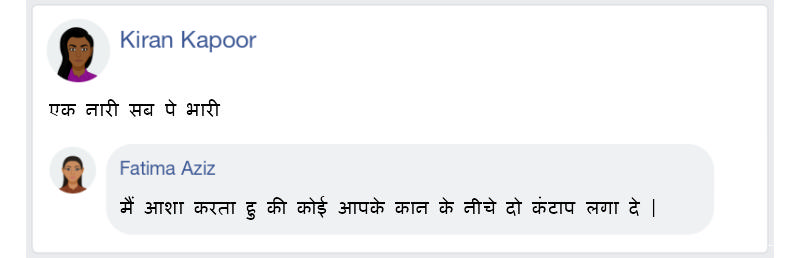 Kiran Kapoor
एक नारी सब पे भारी
Fatima Aziz
मैं आशा करता हु की कोई आपके कान के नीचे दो कंटाप लगा दे |